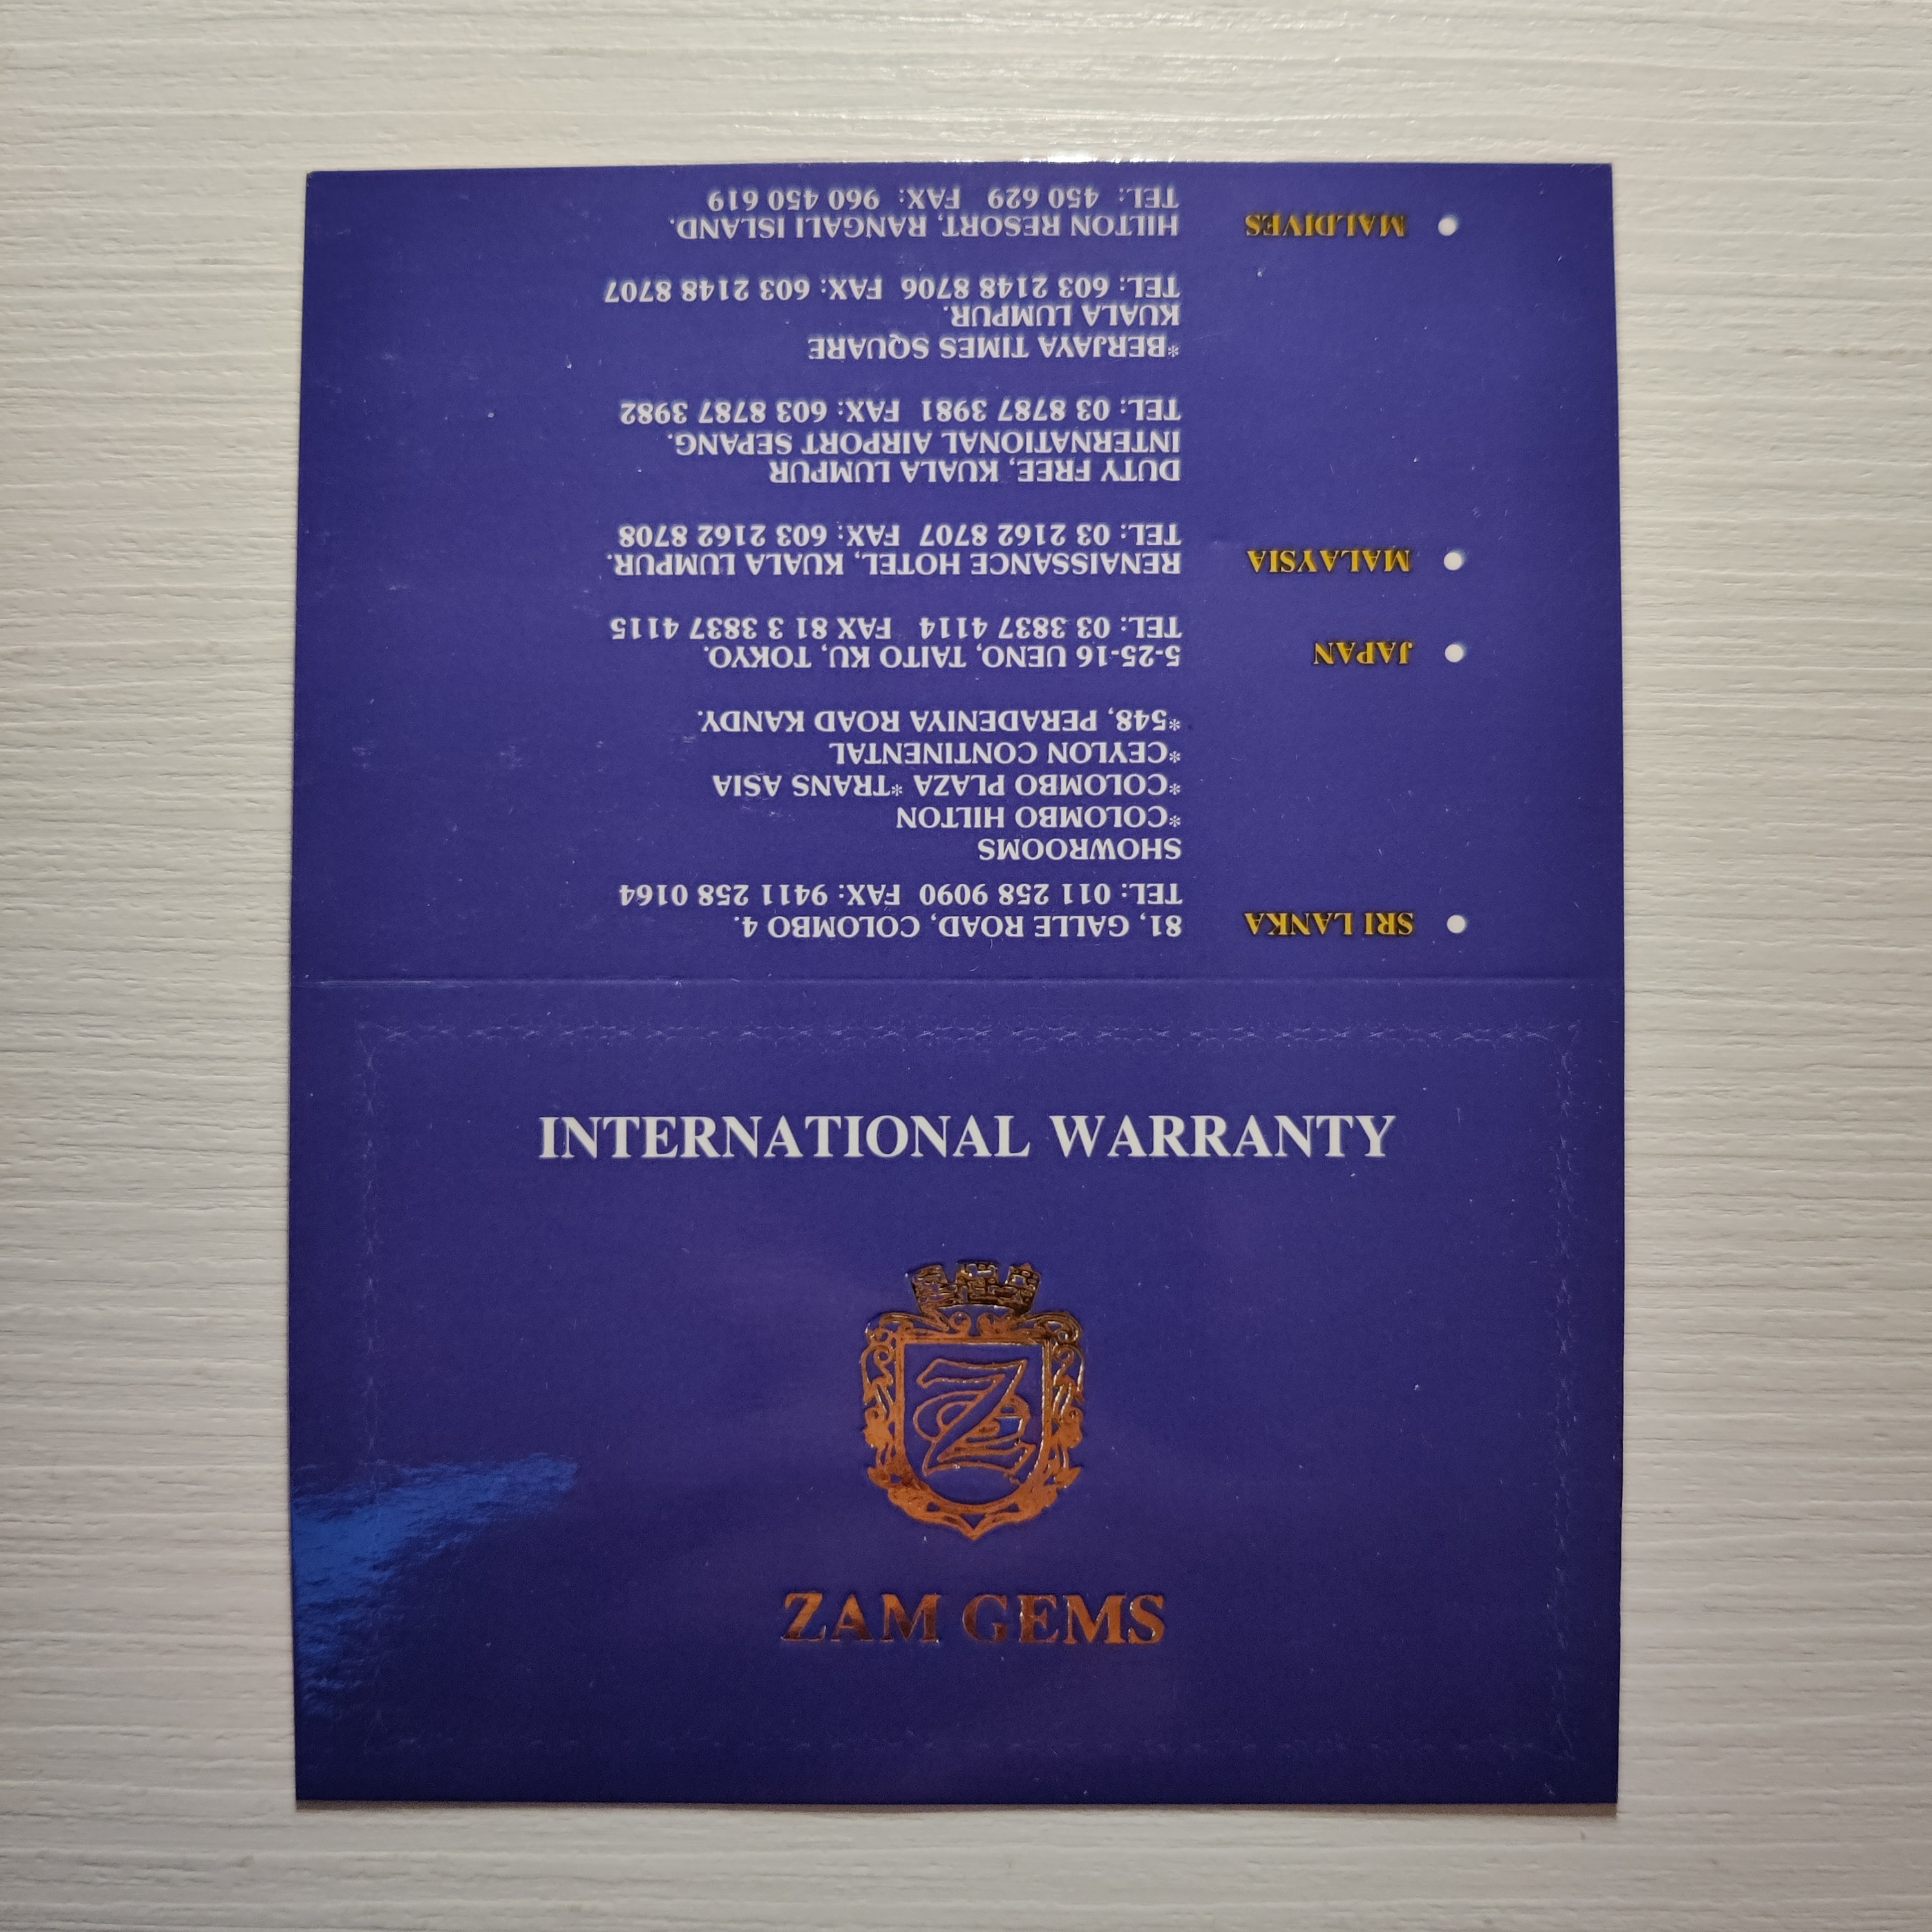 INTERNATIONAL WARRANTY
Z
ZAM GEMS
SRI LANKA 81, GALLE ROAD, COLOMBO 4.
TEL: 011 258 9090 FAX: 9411 258 0164
SHOWROOMS
*COLOMBO HILTON
*COLOMBO PLAZA *TRANS ASIA
*CEYLON CONTINENTAL
*548, PERADENIYA ROAD KANDY.
JAPAN 5-25-16 UENO, TAITO KU, TOKYO.
TEL: 03 3837 4114 FAX 81 3 3837 4115
MALAYSIA RENAISSANCE HOTEL, KUALA LUMPUR.
TEL: 03 2162 8707 FAX: 603 2162 8708
DUTY FREE, KUALA LUMPUR
INTERNATIONAL AIRPORT SEPANG.
TEL: 03 8787 3981 FAX: 603 8787 3982
*BERJAYA TIMES SQUARE
KUALA LUMPUR.
TEL: 603 2148 8706 FAX: 603 2148 8707
MALDIVES HILTON RESORT, RANGALI ISLAND.
TEL: 450 629 FAX: 960 450 619